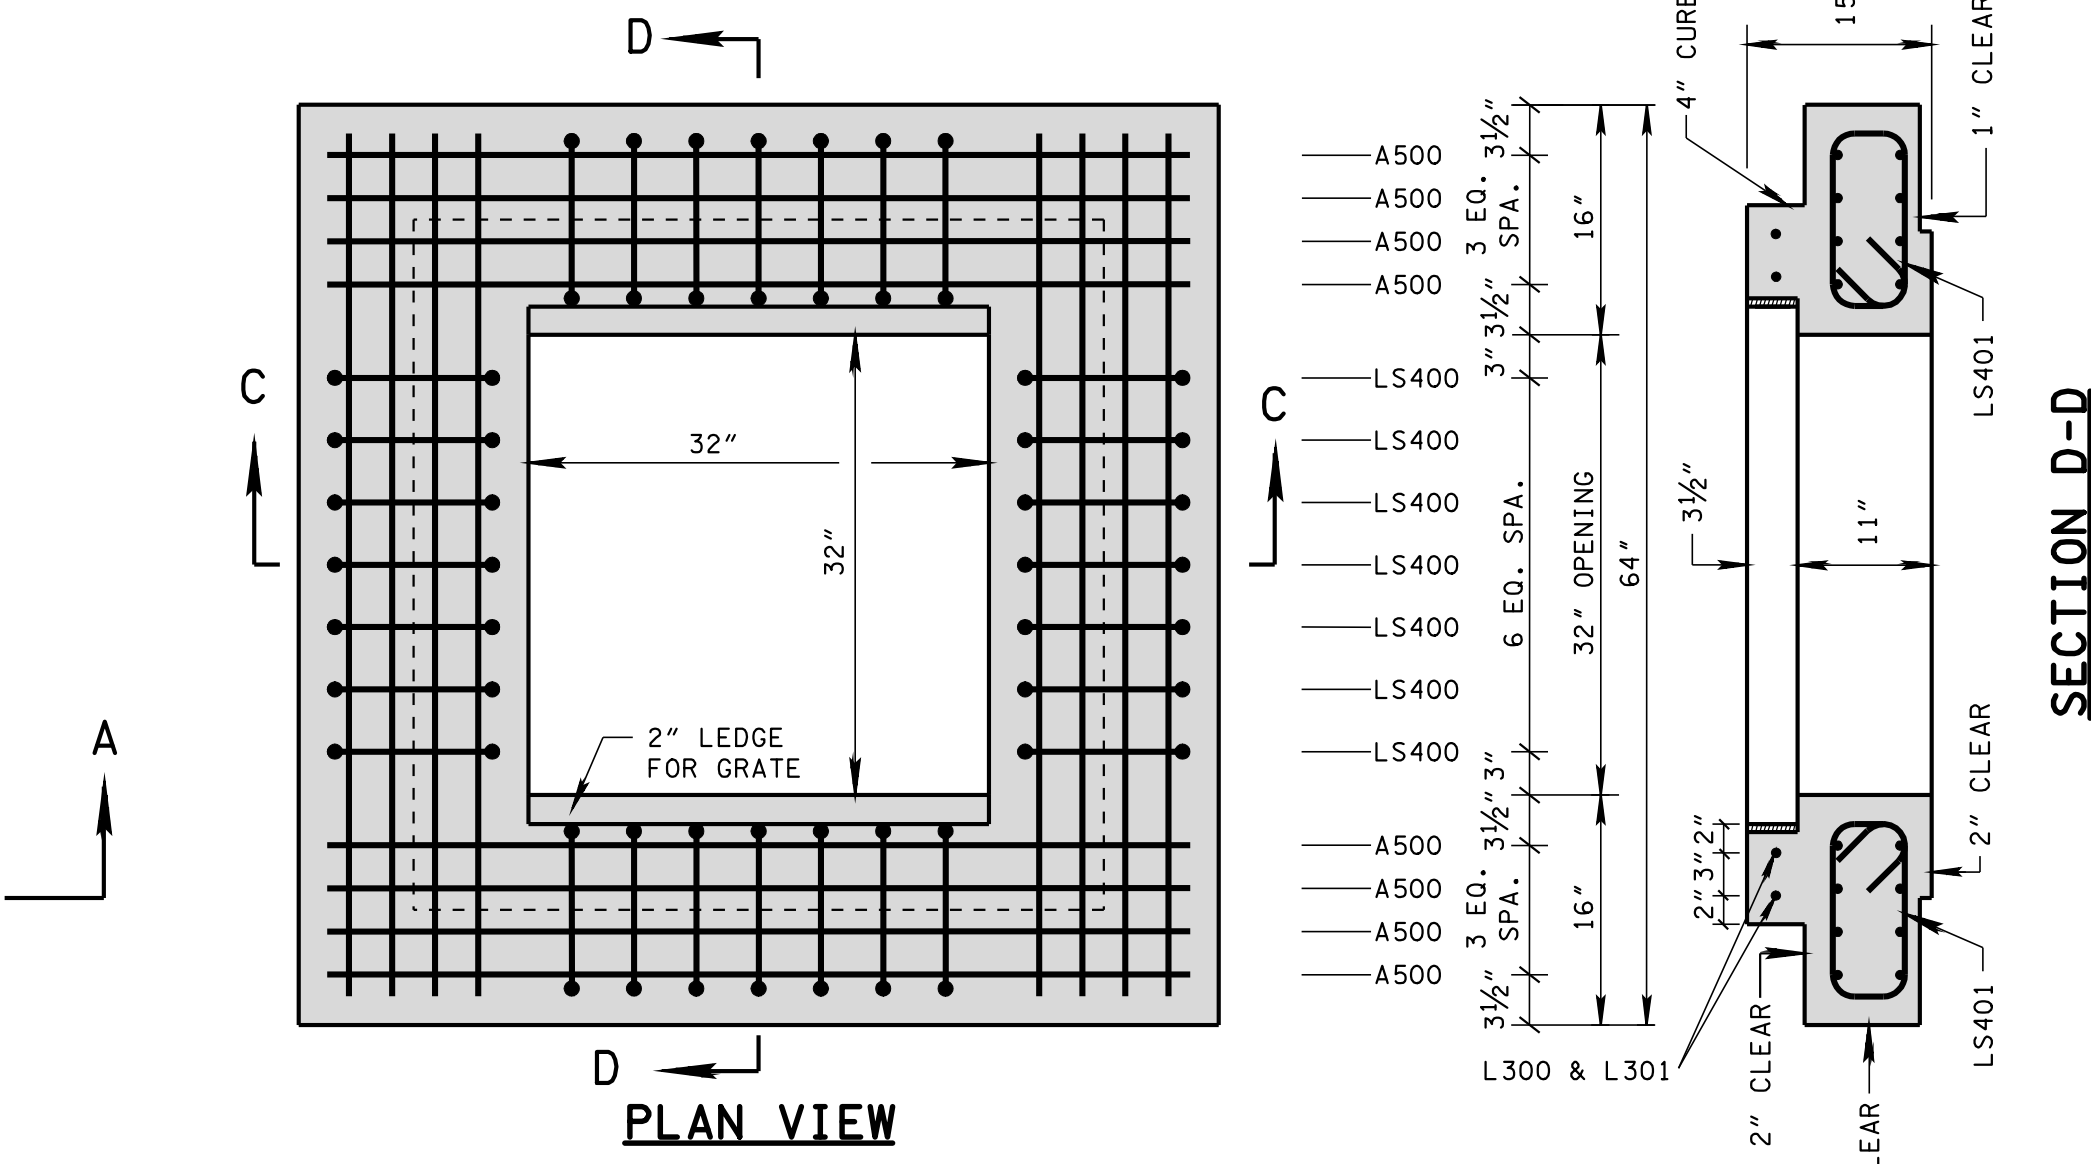 D
C
C
A
32″
32″
2″ LEDGE
FOR GRATE
D
PLAN VIEW
A500
A500
A500
A500
LS400
LS400
LS400
LS400
LS400
LS400
LS400
A500
A500
A500
A500
3½″
3 EQ.
SPA.
3½″
3″
6 EQ. SPA.
3″
3½″
3 EQ.
SPA.
3½″
16″
32″ OPENING
16″
64″
L300 & L301
4″
1″ CLEAR
LS401
3½″
11″
2″ CLEAR
2″
3″
2″
2″ CLEAR
LS401
SECTION D-D